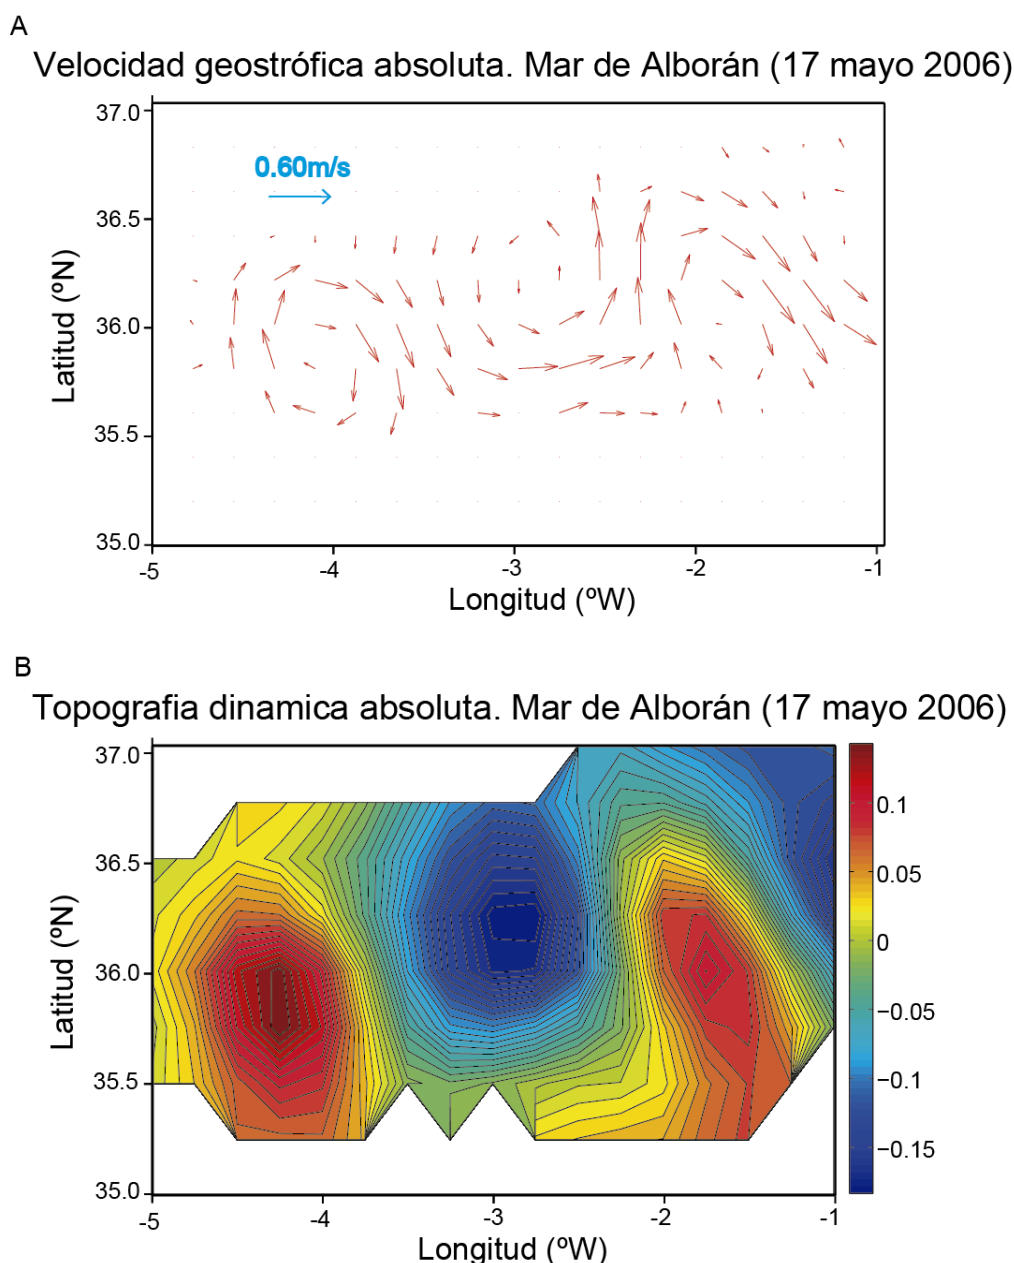 A
Velocidad geostrófica absoluta. Mar de Alborán (17 mayo 2006)
37.0
0.60m/s
36.5
Latitud (ºN)
36.0
35.5
35.0
-5
-4
-3
-2
-1
Longitud (ºW)
B
Topografia dinamica absoluta. Mar de Alborán (17 mayo 2006)
37.0
0.1
36.5
0.05
Latitud (ºN)
0
36.0
−0.05
35.5
−0.1
−0.15
35.0
-5
-4
-3
-2
-1
Longitud (ºW)